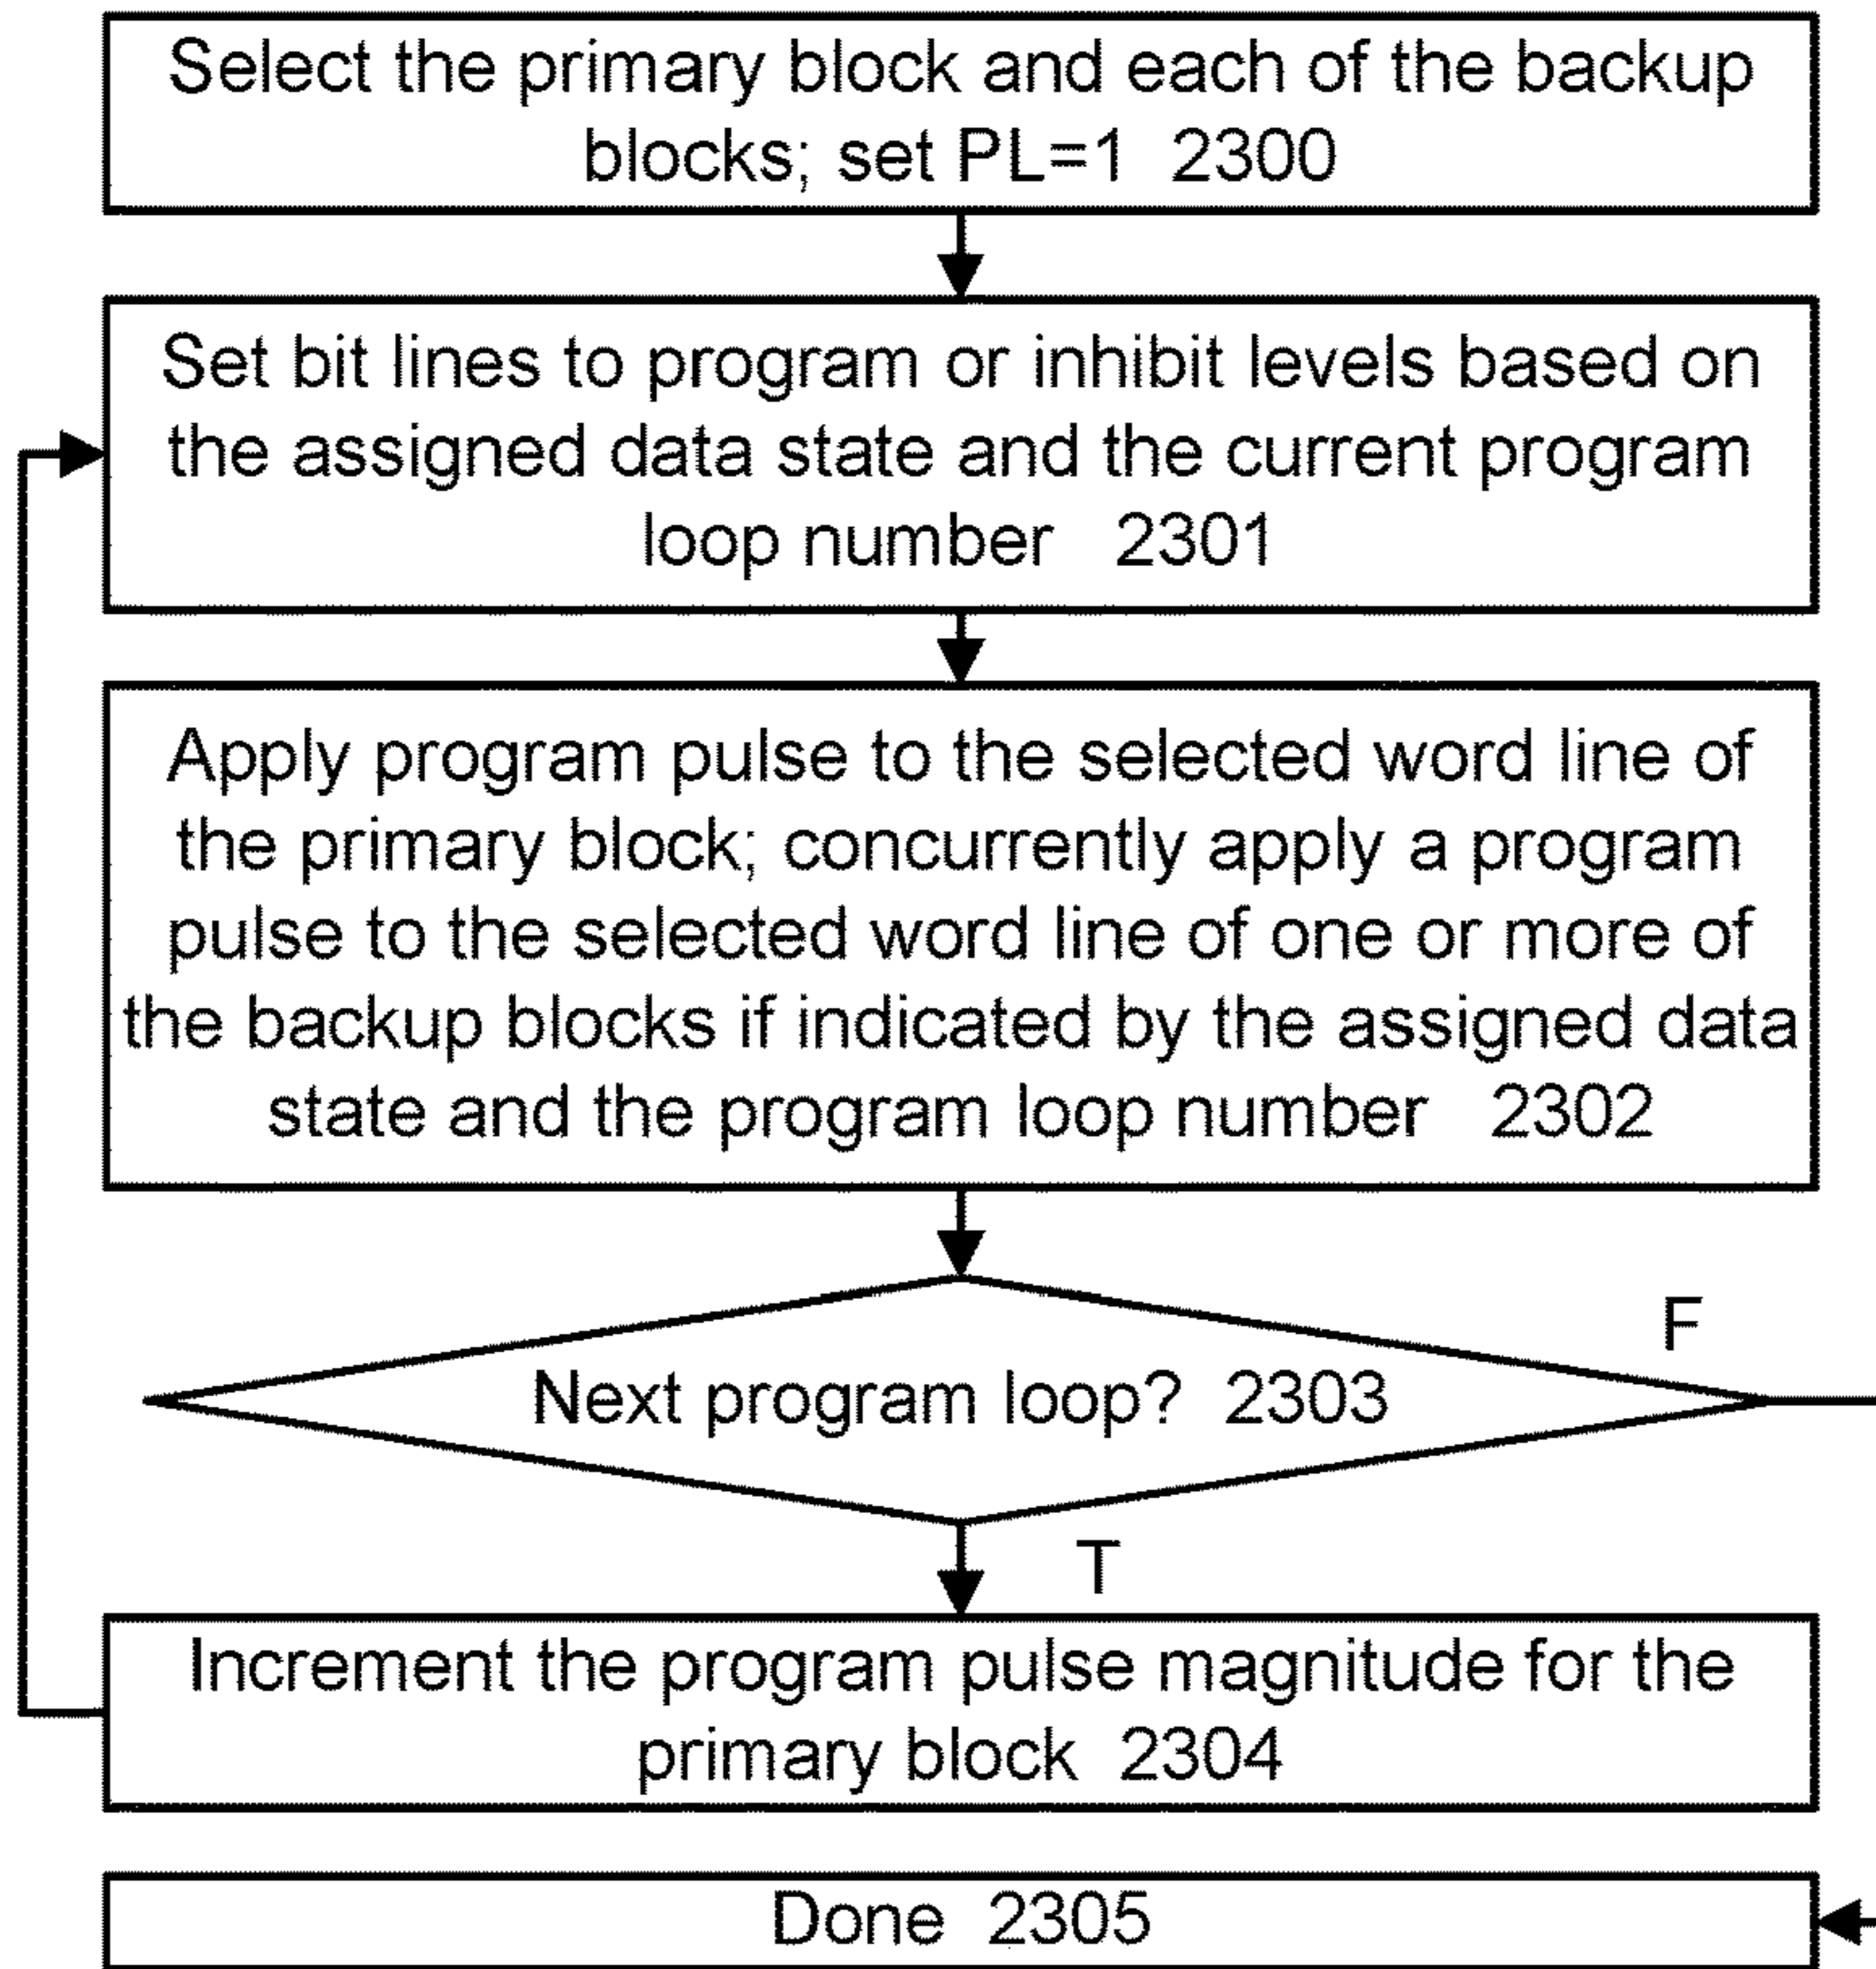 Select the primary block and each of the backup
blocks; set PL=1 2300
Set bit lines to program or inhibit levels based on
the assigned data state and the current program
loop number 2301
Apply program pulse to the selected word line of
the primary block; concurrently apply a program
pulse to the selected word line of one or more of
the backup blocks if indicated by the assigned data
state and the program loop number 2302
F
Next program loop? 2303
T
Increment the program pulse magnitude for the
primary block 2304
Done 2305